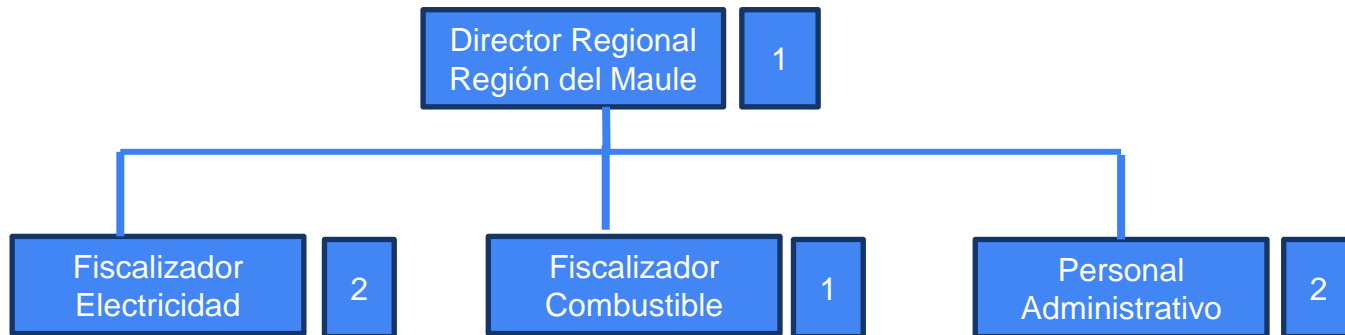 Director Regional
Región del Maule
1
Fiscalizador
Electricidad
2
Fiscalizador
Combustible
1
Personal
Administrativo
2